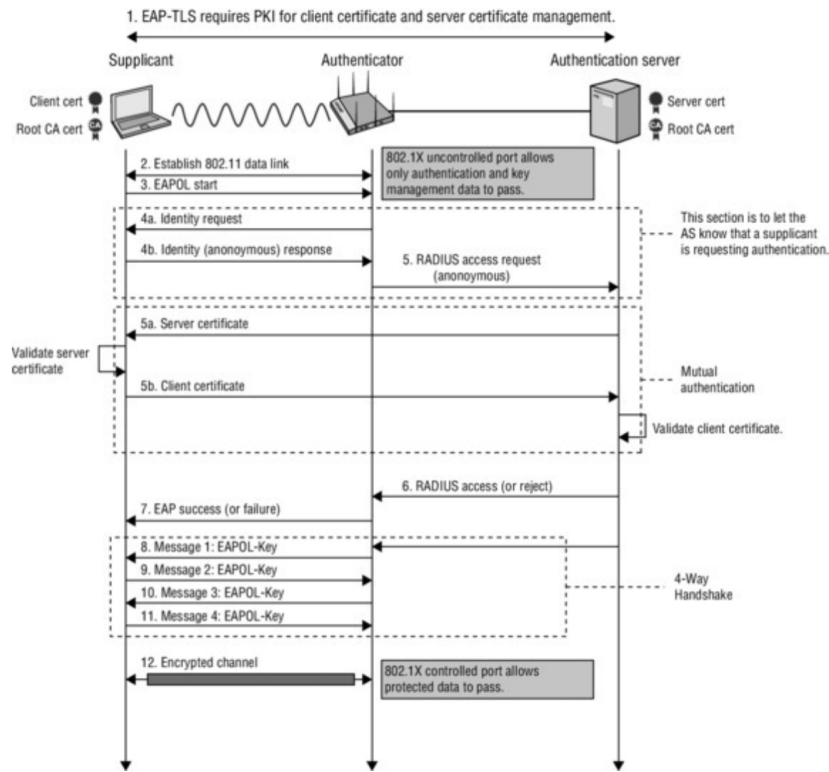 1. EAP-TLS requires PKI for client certificate and server certificate management.
Supplicant
Authenticator
Authentication server
Client cert
Root CA cert
CA
Server cert
Root CA cert
CA
2. Establish 802.11 data link
802.1X uncontrolled port allows
only authentication and key
management data to pass.
3. EAPOL start
4a. Identity request
This section is to let the
AS know that a supplicant
is requesting authentication.
4b. Identity (anonoymous) response
5. RADIUS access request
(anonoymous)
5a. Server certificate
Validate server
certificate
5b. Client certificate
Mutual
authentication
Validate client certificate.
6. RADIUS access (or reject)
7. EAP success (or failure)
8. Message 1: EAPOL-Key
9. Message 2: EAPOL-Key
10. Message 3: EAPOL-Key
11. Message 4: EAPOL-Key
4-Way
Handshake
12. Encrypted channel
802.1X controlled port allows
protected data to pass.